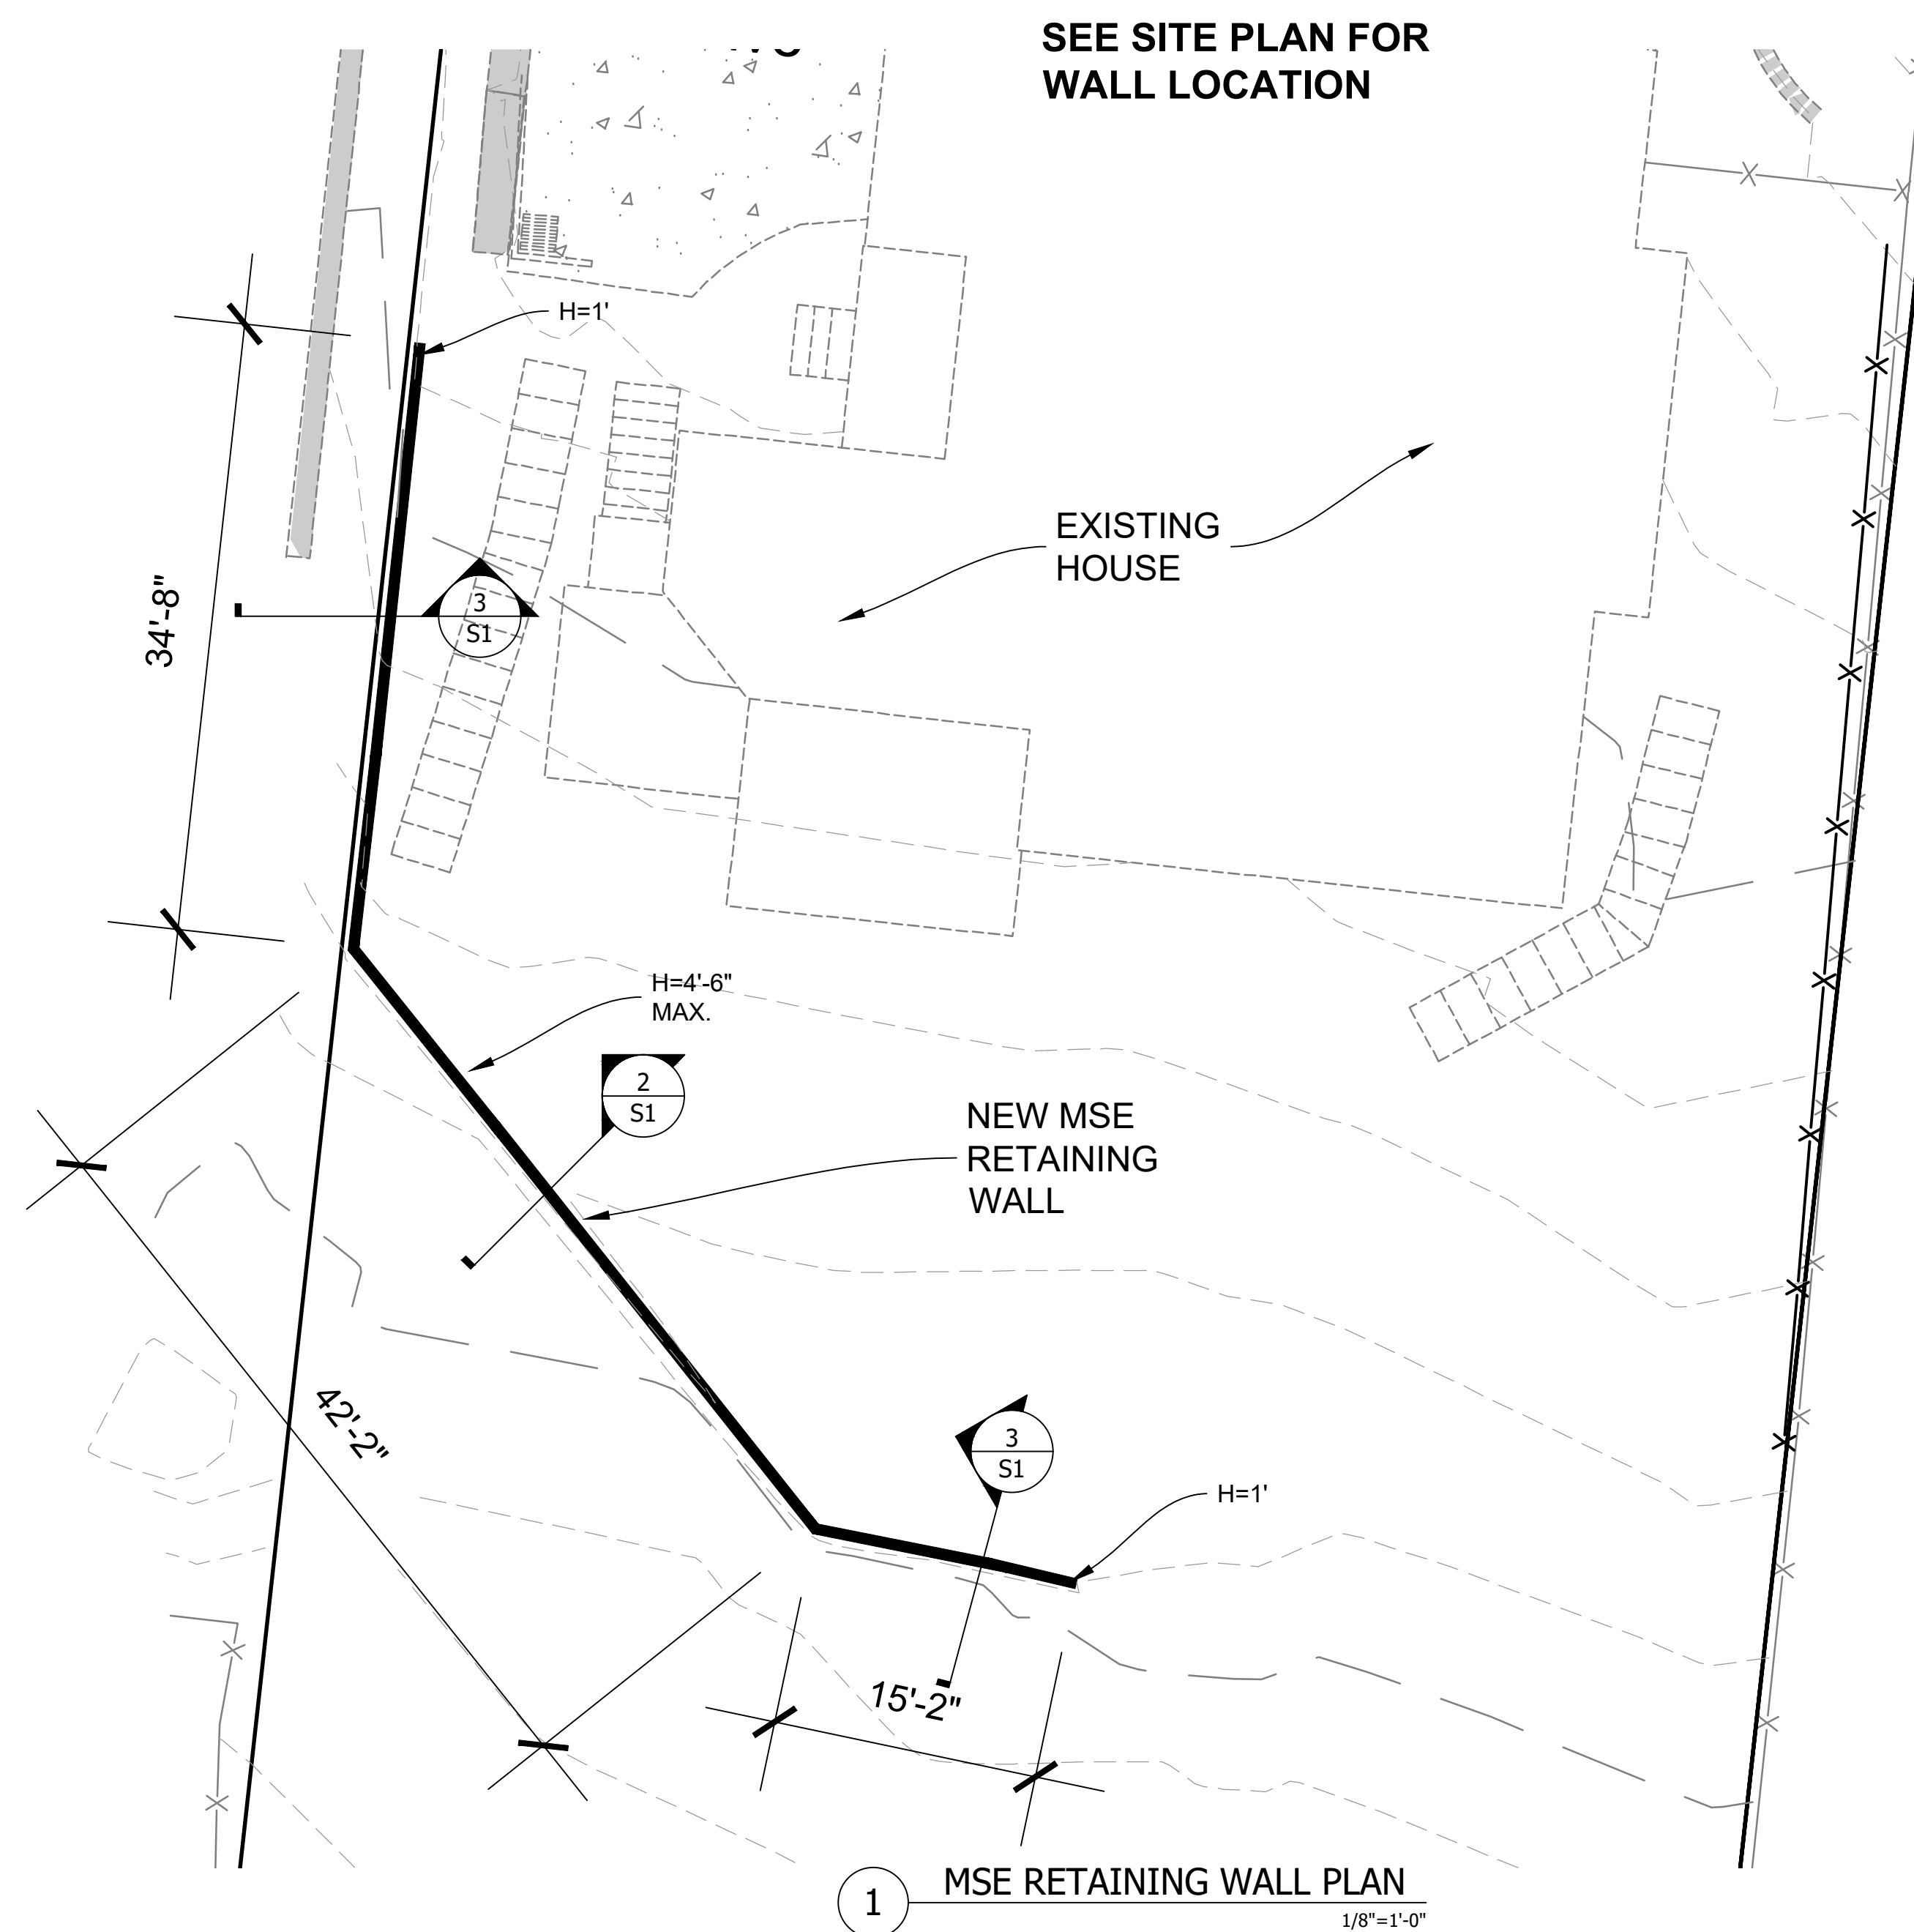 SEE SITE PLAN FOR
WALL LOCATION
H=1'
EXISTING
HOUSE
34'-8"
3
S1
H=4'-6"
MAX.
2
S1
NEW MSE
RETAINING
WALL
42'-2"
3
S1
H=1'
15'-2"
1
MSE RETAINING WALL PLAN
1/8"=1'-0"